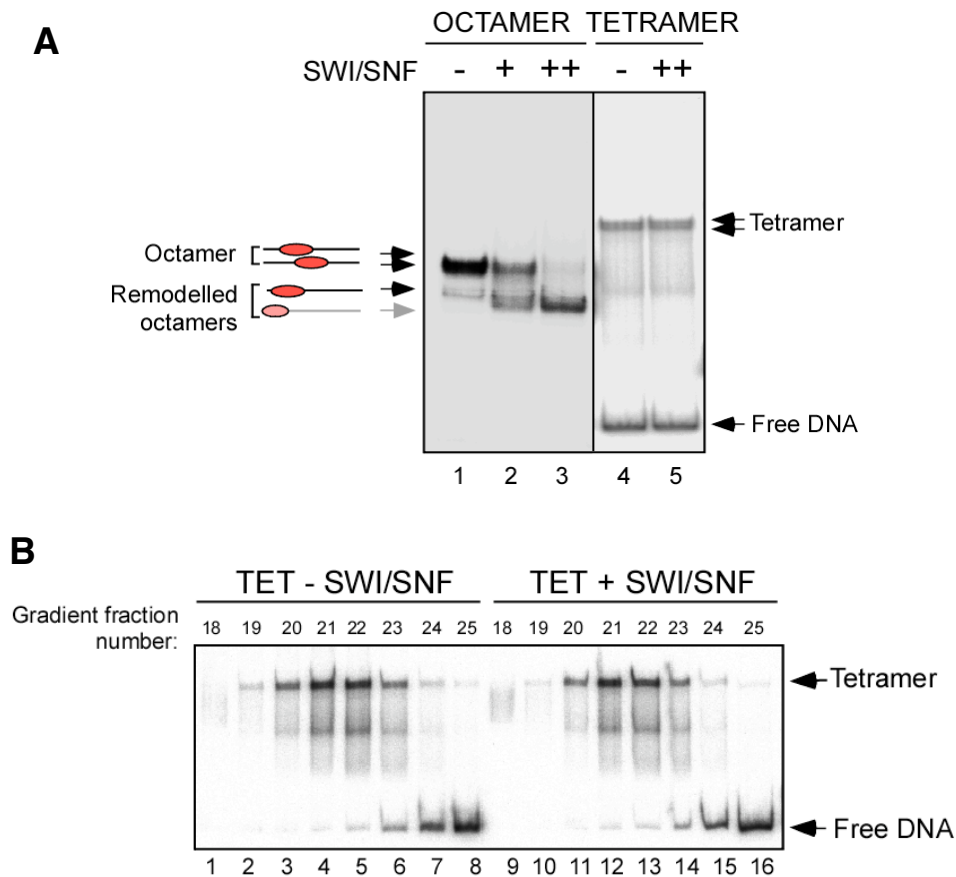 A
OCTAMER TETRAMER
SWI/SNF - + ++ - ++
Octamer
Remodelled
octamers
Tetramer
Free DNA
1 2 3 4 5
B
TET - SWI/SNF TET + SWI/SNF
Gradient fraction
number:
18 19 20 21 22 23 24 25 18 19 20 21 22 23 24 25
Tetramer
Free DNA
1 2 3 4 5 6 7 8 9 10 11 12 13 14 15 16